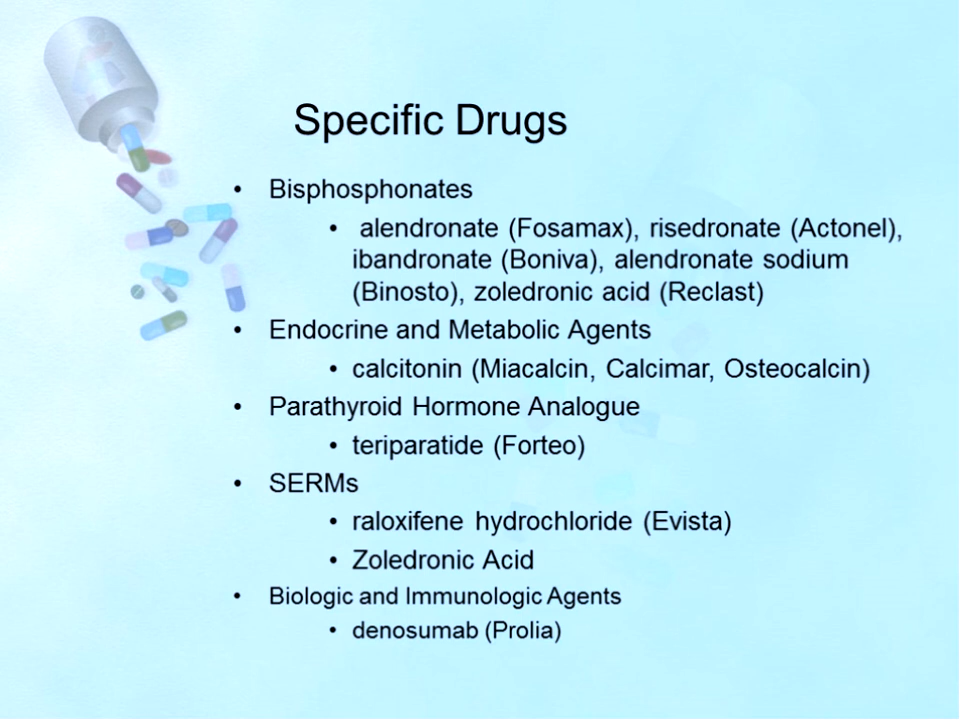 Specific Drugs
• Bisphosphonates
• alendronate (Fosamax), risedronate (Actonel),
ibandronate (Boniva), alendronate sodium
(Binosto), zoledronic acid (Reclast)
• Endocrine and Metabolic Agents
• calcitonin (Miacalcin, Calcimar, Osteocalcin)
• Parathyroid Hormone Analogue
• teriparatide (Forteo)
• SERMs
• raloxifene hydrochloride (Evista)
• Zoledronic Acid
• Biologic and Immunologic Agents
• denosumab (Prolia)